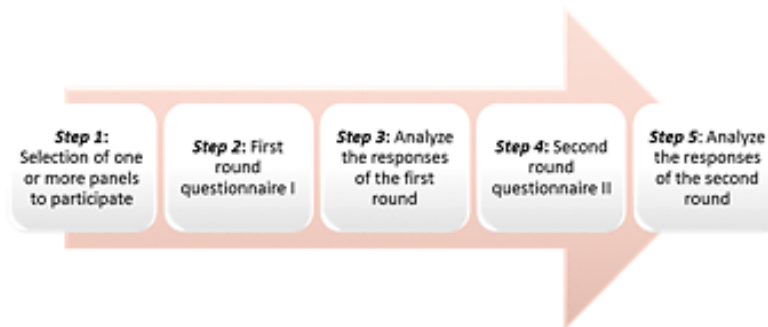 Step 1:
Selection of one
or more panels
to participate
Step 2: First
round
questionnaire I
Step 3: Analyze
the responses
of the first
round
Step 4: Second
round
questionnaire II
Step 5: Analyze
the responses
of the second
round